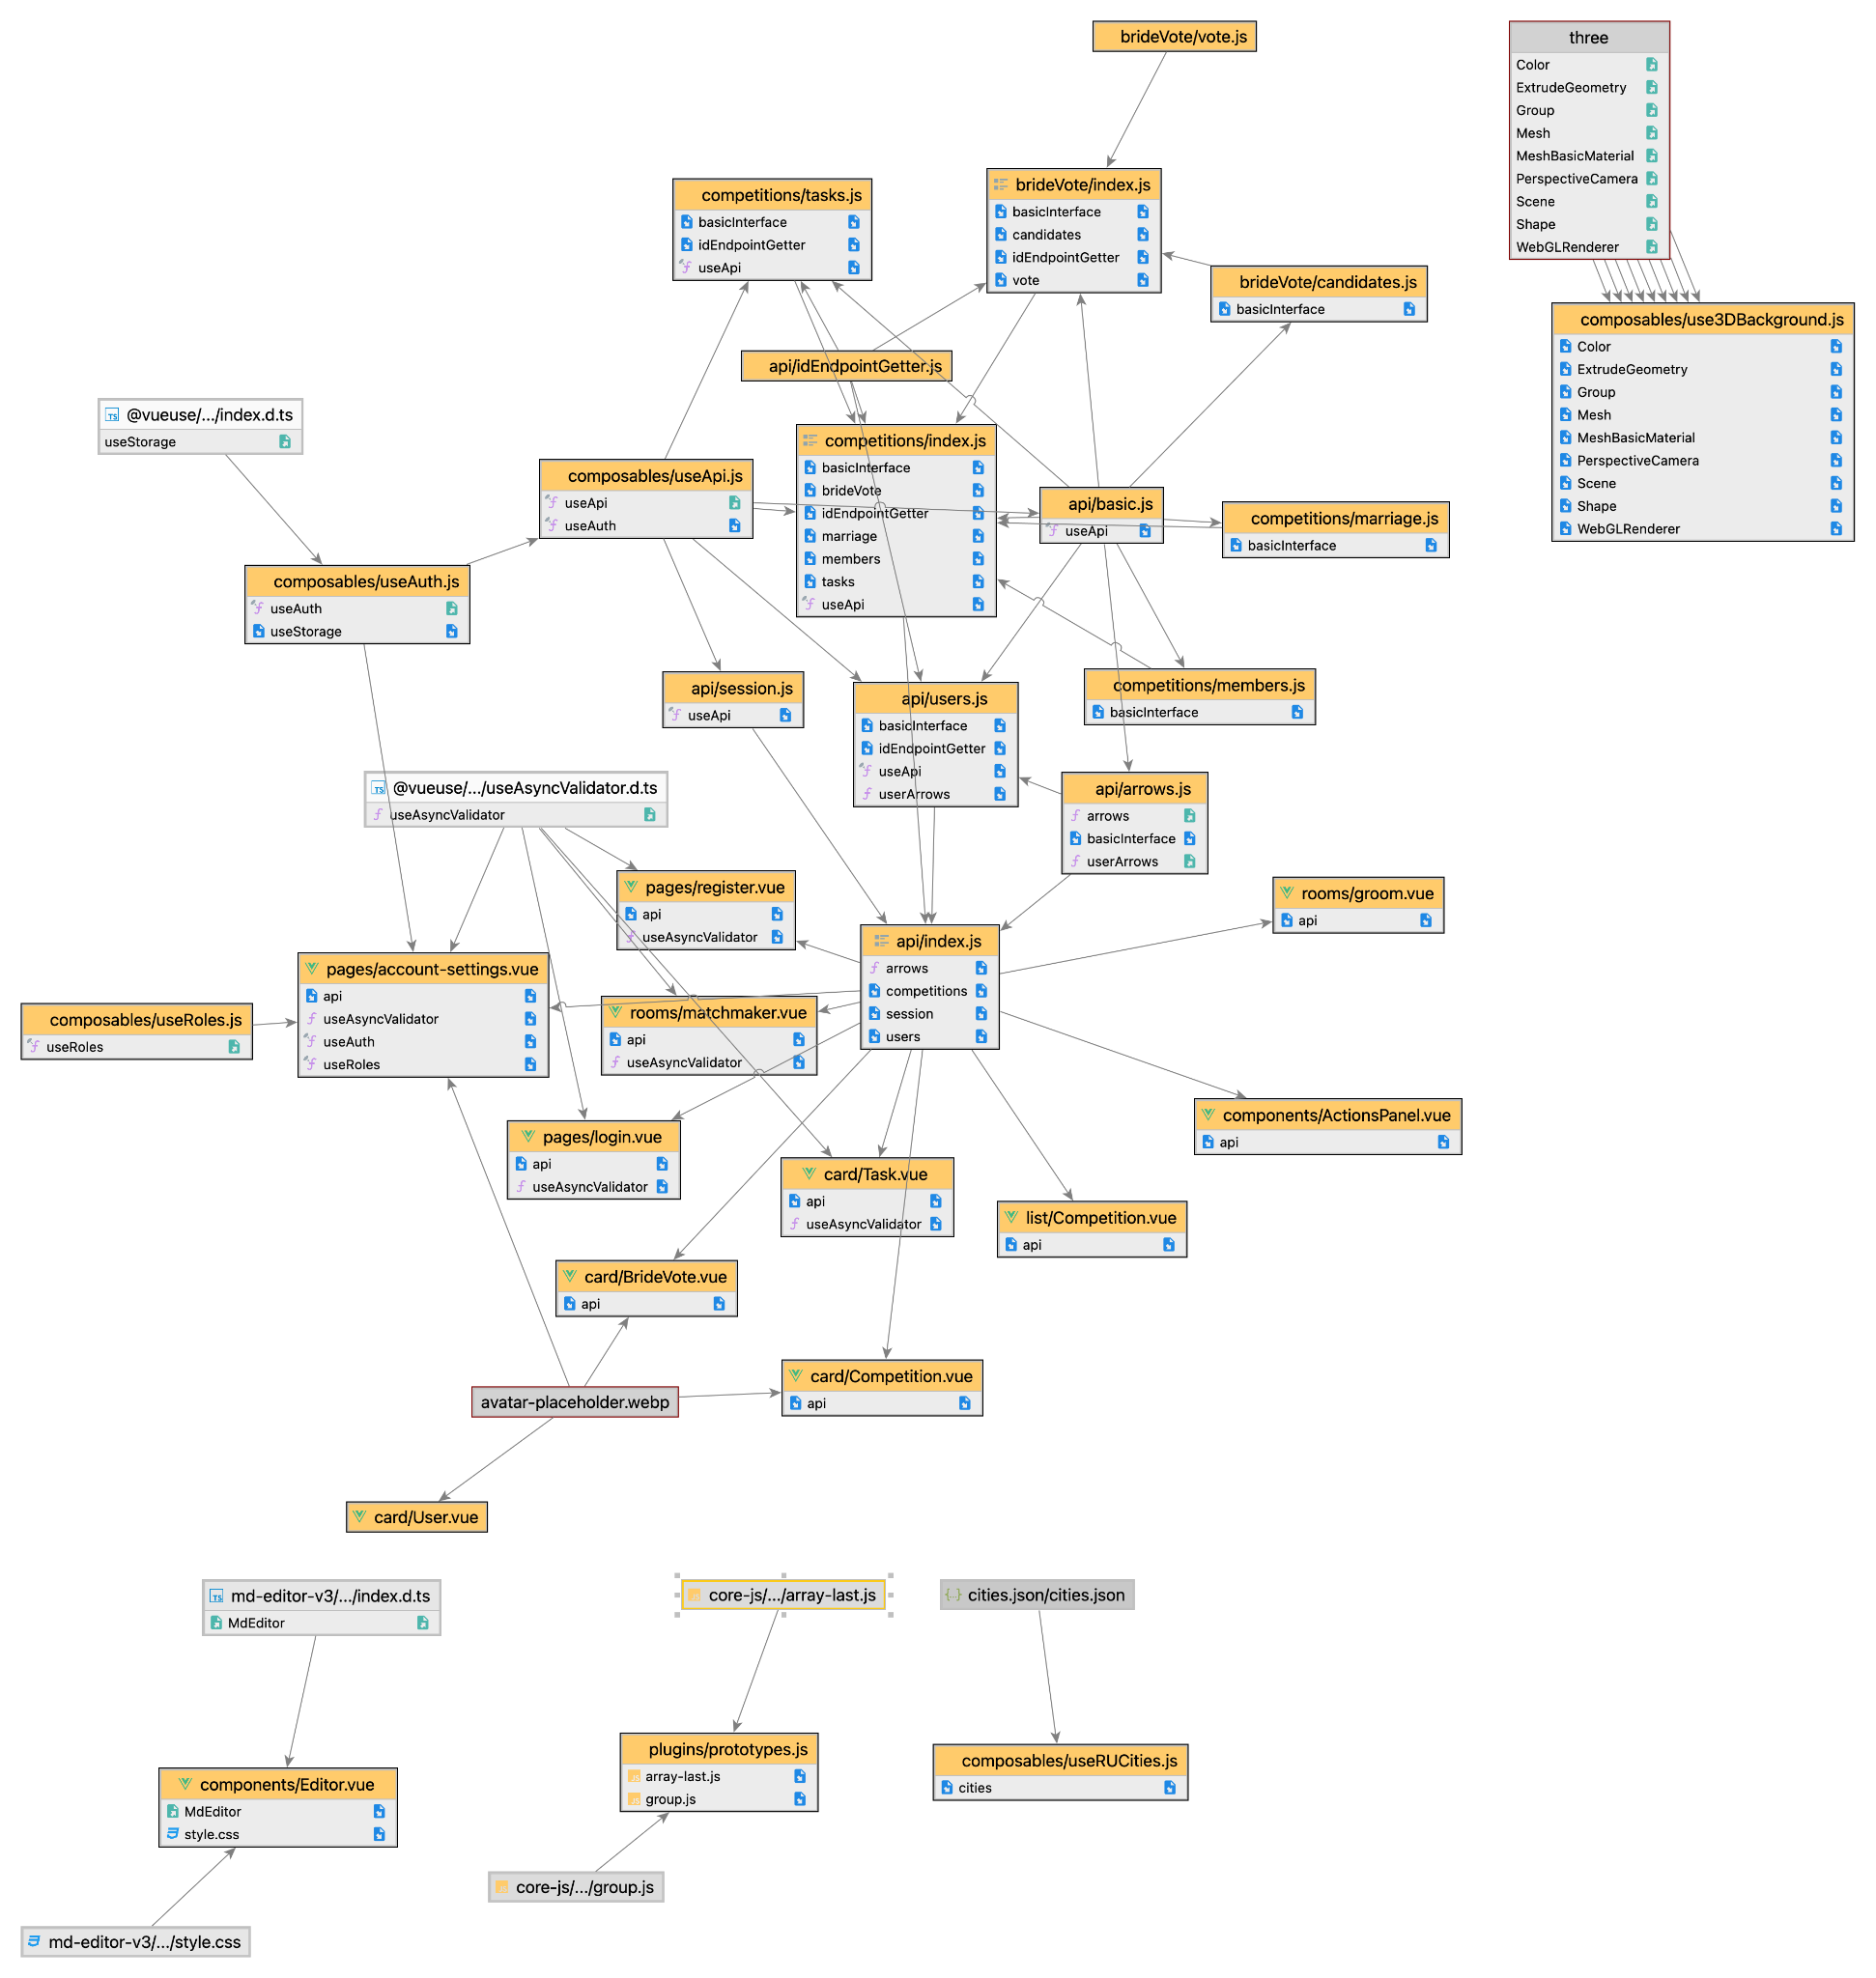 brideVote/vote.js
three
Color
ExtrudeGeometry
Group
Mesh
MeshBasicMaterial
PerspectiveCamera
Scene
Shape
WebGLRenderer
brideVote/index.js
basicInterface
candidates
idEndpointGetter
vote
competitions/tasks.js
basicInterface
idEndpointGetter
useApi
brideVote/candidates.js
basicInterface
composables/use3DBackground.js
Color
ExtrudeGeometry
Group
Mesh
MeshBasicMaterial
PerspectiveCamera
Scene
Shape
WebGLRenderer
api/idEndpointGetter.js
TS @vueuse/.../index.d.ts
useStorage
competitions/index.js
basicInterface
brideVote
idEndpointGetter
marriage
members
tasks
useApi
composables/useApi.js
useApi
useAuth
api/basic.js
useApi
competitions/marriage.js
basicInterface
composables/useAuth.js
useAuth
useStorage
api/session.js
useApi
api/users.js
basicInterface
idEndpointGetter
useApi
userArrows
competitions/members.js
basicInterface
TS @vueuse/.../useAsyncValidator.d.ts
useAsyncValidator
api/arrows.js
arrows
basicInterface
userArrows
pages/register.vue
api
useAsyncValidator
rooms/groom.vue
api
api/index.js
arrows
competitions
session
users
pages/account-settings.vue
api
useAsyncValidator
useAuth
useRoles
composables/useRoles.js
useRoles
rooms/matchmaker.vue
api
useAsyncValidator
components/ActionsPanel.vue
api
pages/login.vue
api
useAsyncValidator
card/Task.vue
api
useAsyncValidator
list/Competition.vue
api
card/BrideVote.vue
api
card/Competition.vue
api
avatar-placeholder.webp
card/User.vue
TS md-editor-v3/.../index.d.ts
MdEditor
JS core-js/.../array-last.js
{..} cities.json/cities.json
plugins/prototypes.js
JS array-last.js
JS group.js
composables/useRUCities.js
cities
components/Editor.vue
MdEditor
style.css
JS core-js/.../group.js
md-editor-v3/.../style.css